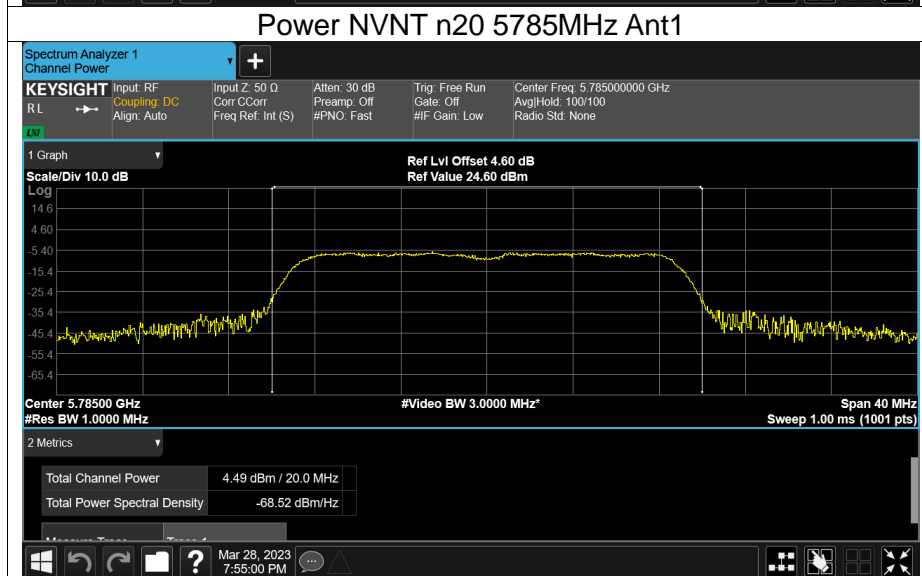 Power NVNT n20 5785MHz Ant1
Spectrum Analyzer 1
Channel Power
+
KEYSIGHT Input: RF Input Z: 50 Ω Atten: 30 dB Trig: Free Run Center Freq: 5.785000000 GHz
RL Coupling: DC Corr CCorr Preamp: Off Gate: Off Avg|Hold: 100/100
Align: Auto Freq Ref: Int (S) #PNO: Fast #IF Gain: Low Radio Std: None
LXI
1 Graph Ref Lvl Offset 4.60 dB
Scale/Div 10.0 dB Ref Value 24.60 dBm
Log
14.6
4.60
-5.40
-15.4
-25.4
-35.4
-45.4
-55.4
-65.4
Center 5.78500 GHz #Video BW 3.0000 MHz* Span 40 MHz
#Res BW 1.0000 MHz Sweep 1.00 ms (1001 pts)
2 Metrics
Total Channel Power 4.49 dBm / 20.0 MHz
Total Power Spectral Density -68.52 dBm/Hz
Measure Trace Trace 1
? Mar 28, 2023
7:55:00 PM